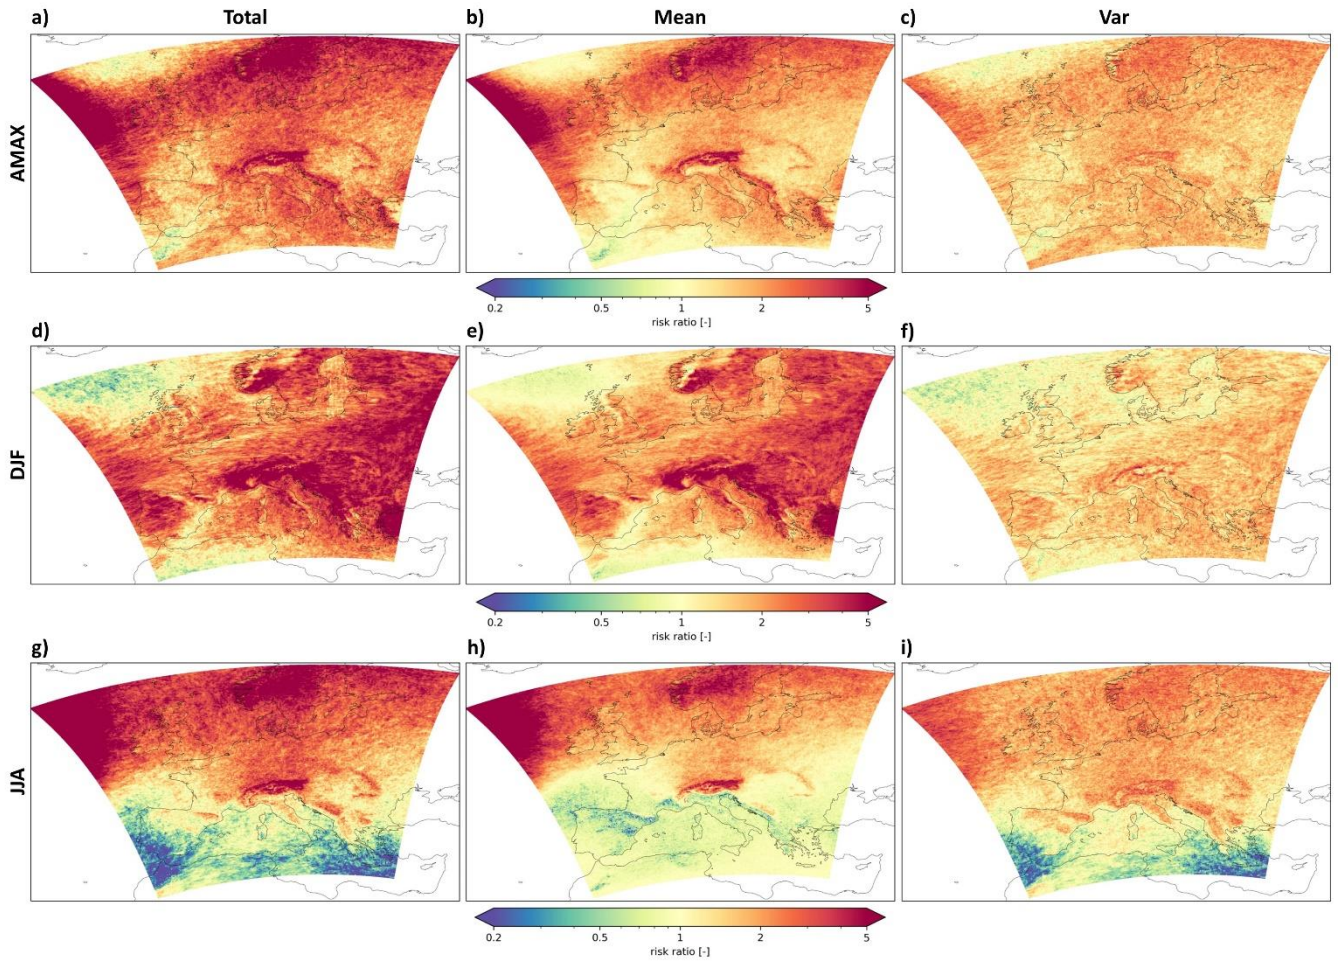 a) Total b) Mean c) Var
AMAX
0.2 0.5 1 2 5
risk ratio [-]
d) e) f)
DJF
0.2 0.5 1 2 5
risk ratio [-]
g) h) i)
JJA
0.2 0.5 1 2 5
risk ratio [-]